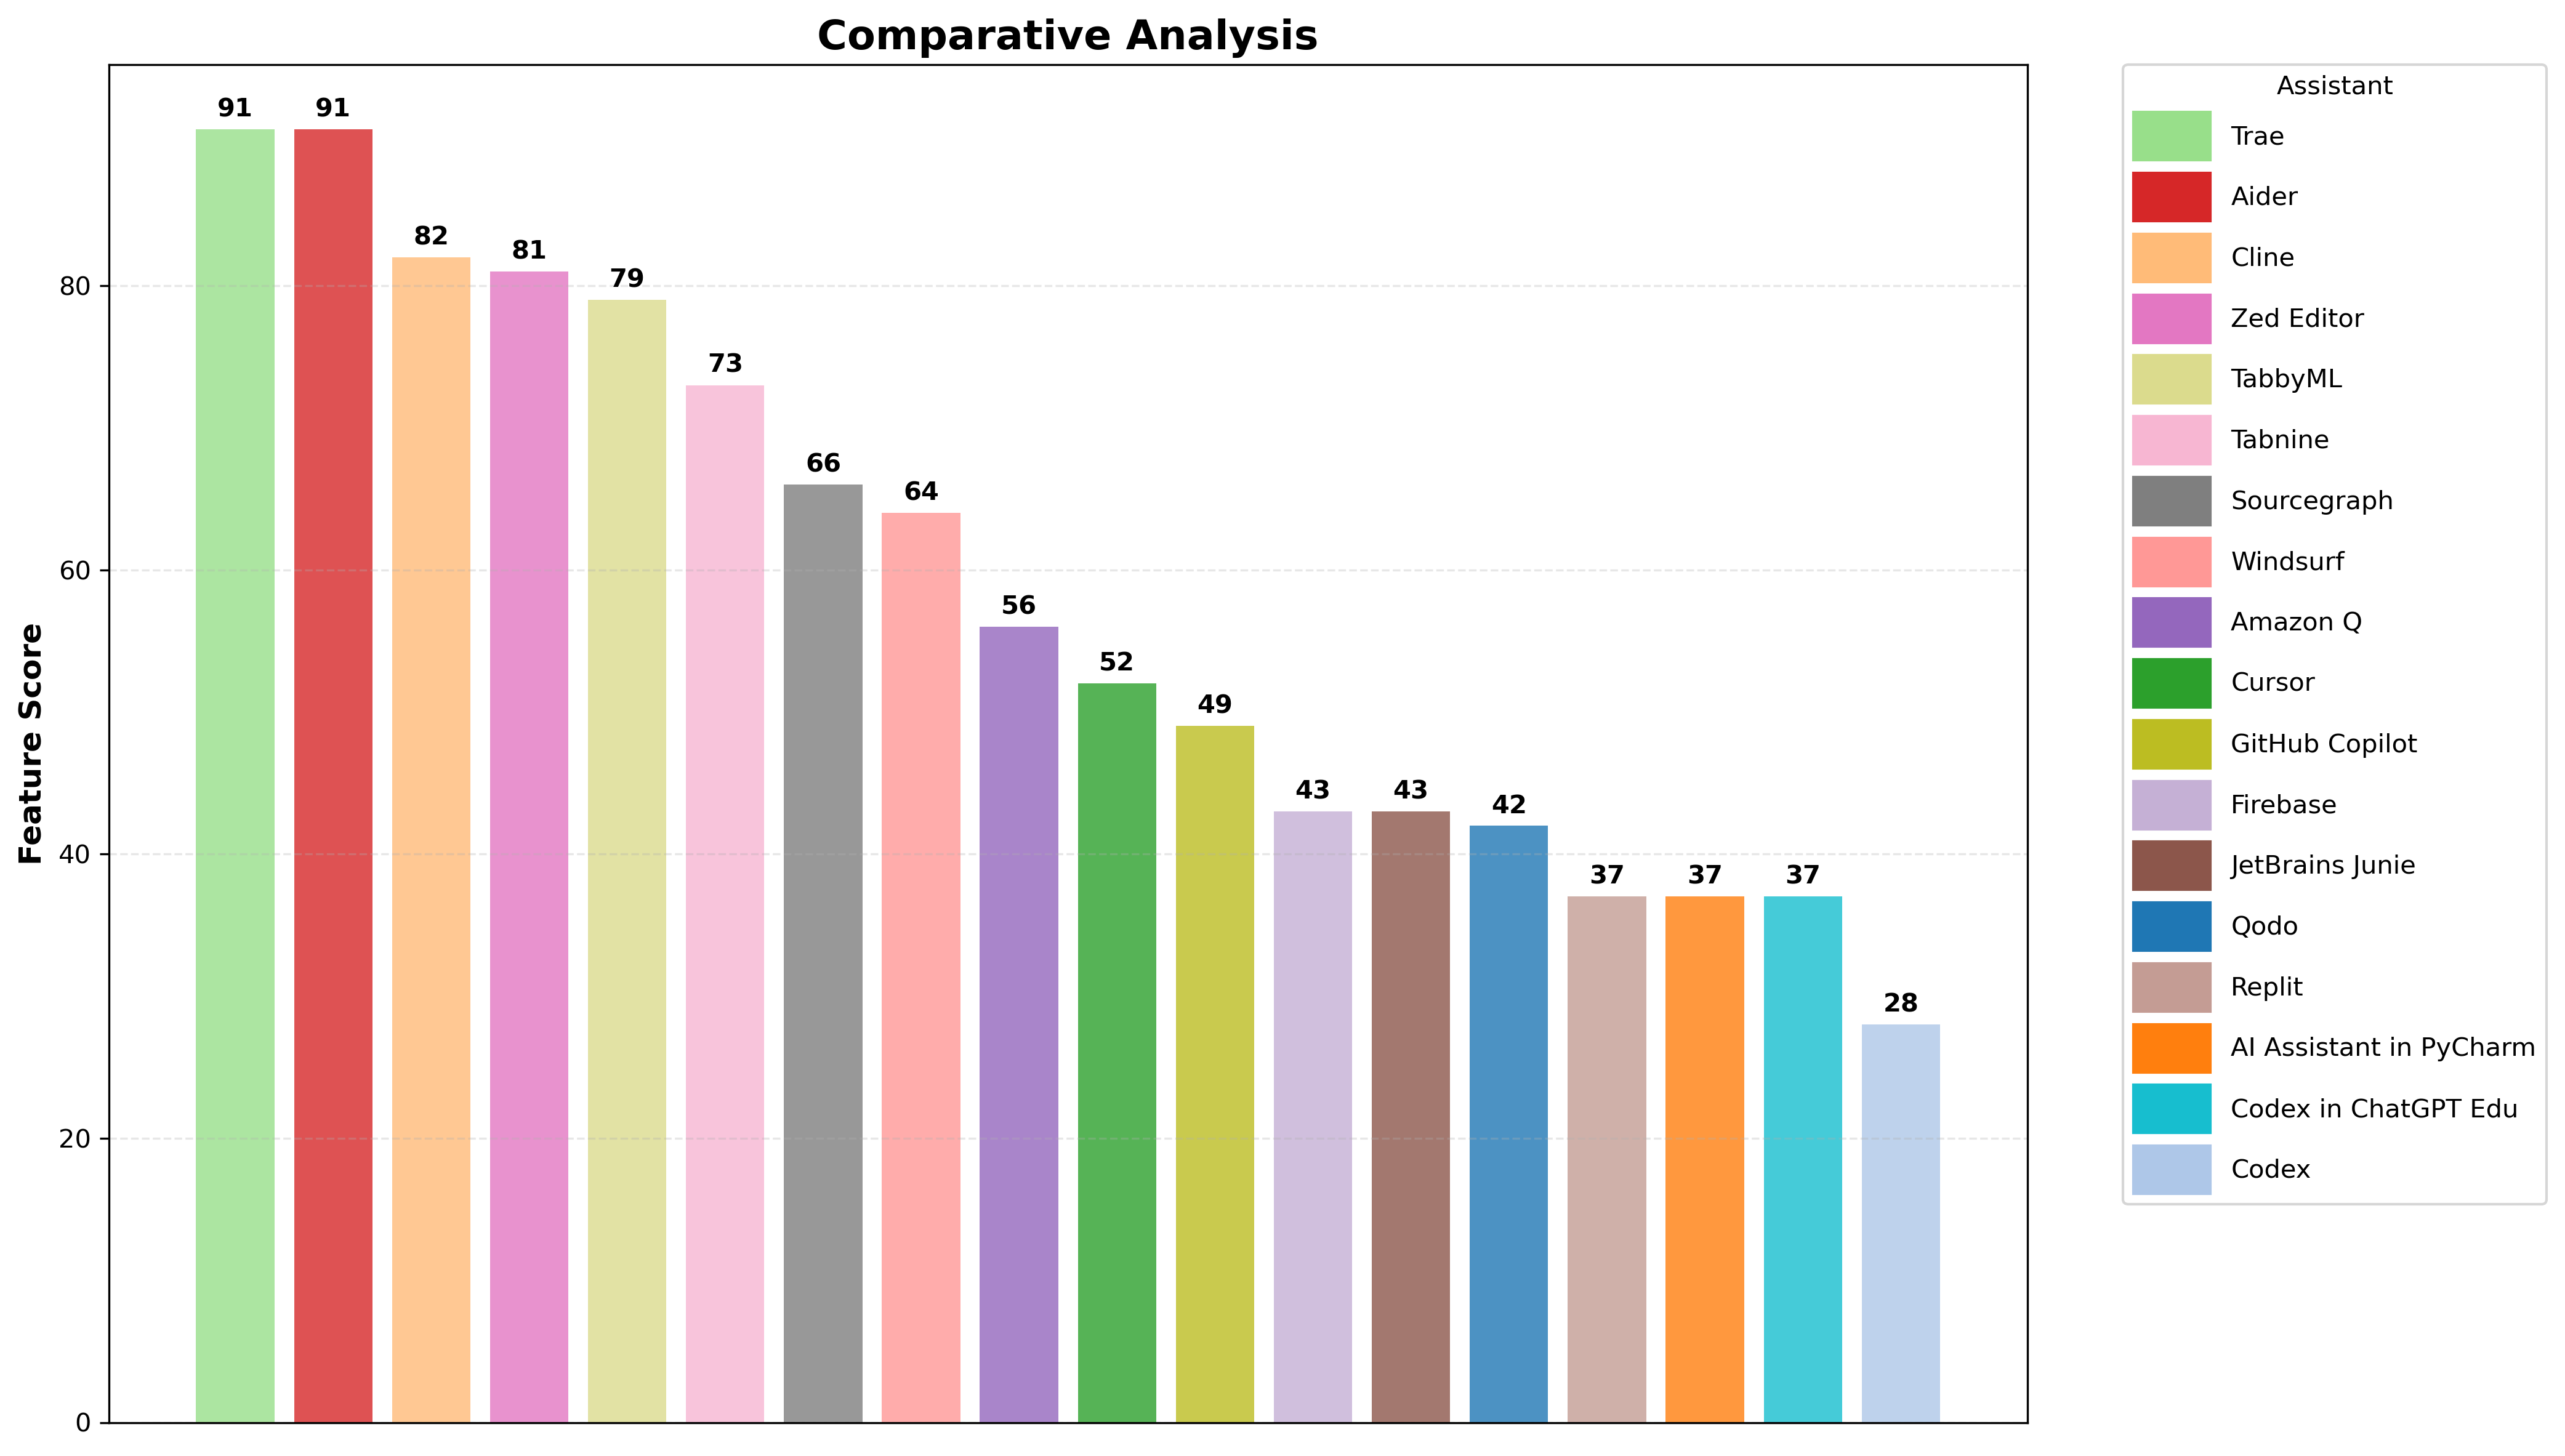 Comparative Analysis
Feature Score
80
60
40
20
0
91
91
82
81
79
73
66
64
56
52
49
43
43
42
37
37
37
28
Assistant
Trae
Aider
Cline
Zed Editor
TabbyML
Tabnine
Sourcegraph
Windsurf
Amazon Q
Cursor
GitHub Copilot
Firebase
JetBrains Junie
Qodo
Replit
AI Assistant in PyCharm
Codex in ChatGPT Edu
Codex